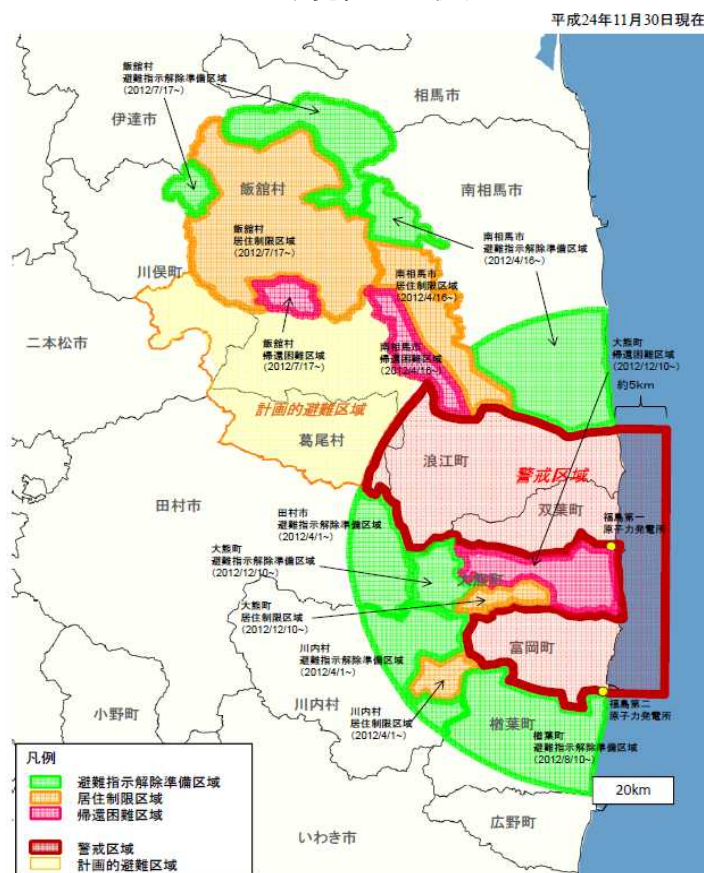 平成24年11月30日現在
飯舘村
避難指示解除準備区域
(2012/7/17~)
相馬市
伊達市
飯舘村
南相馬市
飯舘村
居住制限区域
(2012/7/17~)
南相馬市
避難指示解除準備区域
(2012/4/16~)
川俣町
南相馬市
居住制限区域
(2012/4/16~)
二本松市
飯舘村
帰還困難区域
(2012/7/17~)
南相馬市
帰還困難区域
(2012/4/16~)
大熊町
帰還困難区域
(2012/12/10~)
約5km
計画的避難区域
葛尾村
浪江町
警戒区域
双葉町
田村市
田村市
避難指示解除準備区域
(2012/4/1~)
福島第一
原子力発電所
大熊町
避難指示解除準備区域
(2012/12/10~)
大熊町
大熊町
居住制限区域
(2012/12/10~)
富岡町
川内村
避難指示解除準備区域
(2012/4/1~)
川内村
川内村
居住制限区域
(2012/4/1~)
小野町
楢葉町
福島第二
原子力発電所
楢葉町
避難指示解除準備区域
(2012/8/10~)
20km
広野町
いわき市
凡例
避難指示解除準備区域
居住制限区域
帰還困難区域
警戒区域
計画的避難区域